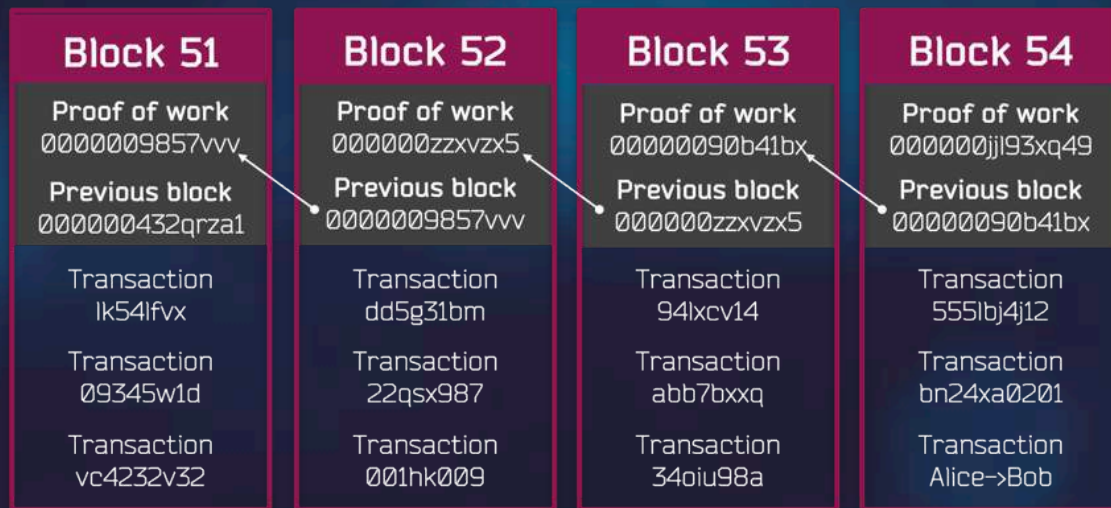 Block 51
Proof of work
0000009857vvv
Previous block
000000432qrza1
Transaction
lk54lfvx
Transaction
09345w1d
Transaction
vc4232v32
Block 52
Proof of work
000000zzxvzx5
Previous block
0000009857vvv
Transaction
dd5g31bm
Transaction
22qsx987
Transaction
001hk009
Block 53
Proof of work
00000090b41bx
Previous block
000000zzxvzx5
Transaction
94lxcv14
Transaction
abb7bxxq
Transaction
34oiu98a
Block 54
Proof of work
000000jjl93xq49
Previous block
00000090b41bx
Transaction
555lbj4j12
Transaction
bn24xa0201
Transaction
Alice->Bob